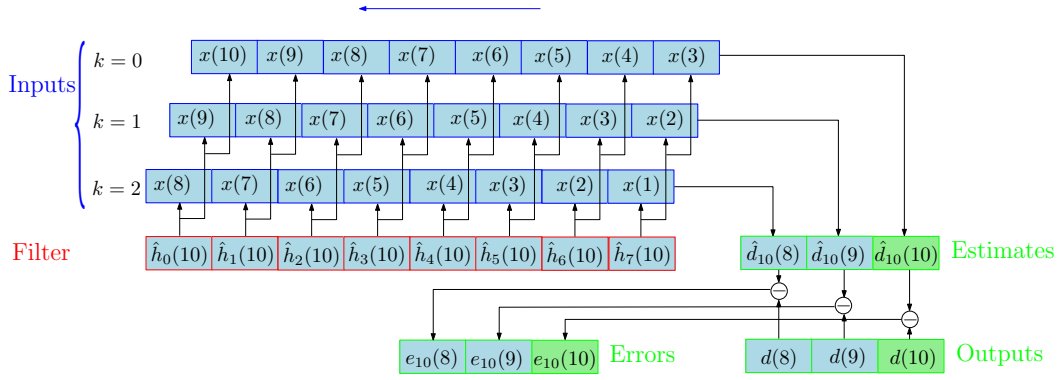 k = 0 x(10) x(9) x(8) x(7) x(6) x(5) x(4) x(3)
Inputs
k = 1 x(9) x(8) x(7) x(6) x(5) x(4) x(3) x(2)
k = 2 x(8) x(7) x(6) x(5) x(4) x(3) x(2) x(1)
Filter ĥ₀(10) ĥ₁(10) ĥ₂(10) ĥ₃(10) ĥ₄(10) ĥ₅(10) ĥ₆(10) ĥ₇(10) d̂₁₀(8) d̂₁₀(9) d̂₁₀(10) Estimates
e₁₀(8) e₁₀(9) e₁₀(10) Errors d(8) d(9) d(10) Outputs